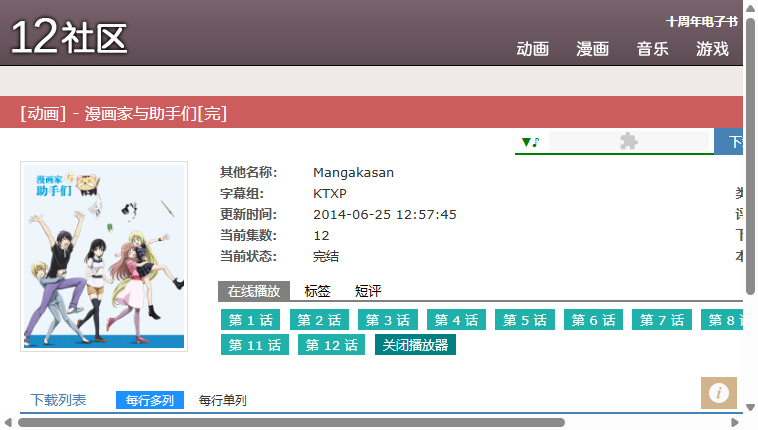 12社区
十周年电子书
动画 漫画 音乐 游戏
[动画] - 漫画家与助手们[完]
▼♪
漫画家与
助手们
其他名称: Mangakasan
字幕组: KTXP
更新时间: 2014-06-25 12:57:45
当前集数: 12
当前状态: 完结
在线播放 标签 短评
第 1 话 第 2 话 第 3 话 第 4 话 第 5 话 第 6 话 第 7 话 第 8
第 11 话 第 12 话 关闭播放器
下载列表 每行多列 每行单列